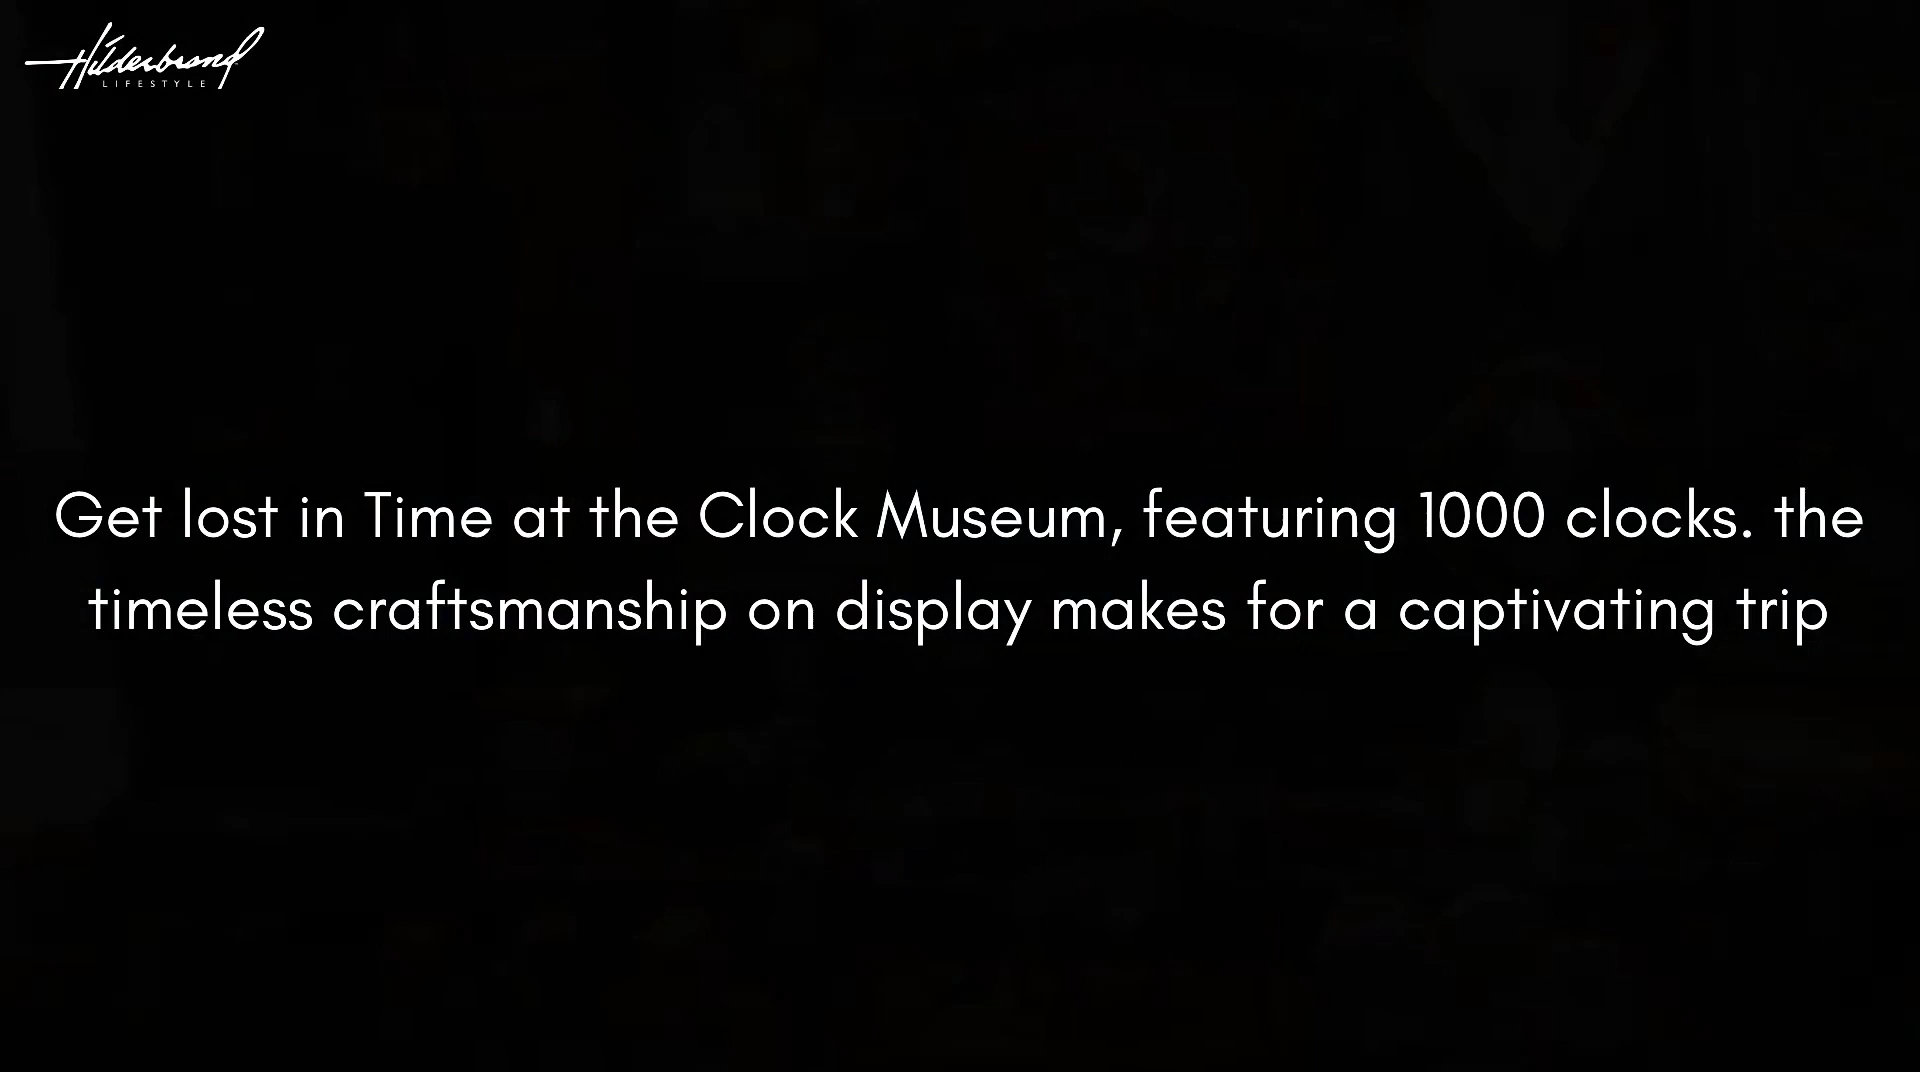 Hilderbrand
LIFESTYLE
Get lost in Time at the Clock Museum, featuring 1000 clocks. the
timeless craftsmanship on display makes for a captivating trip